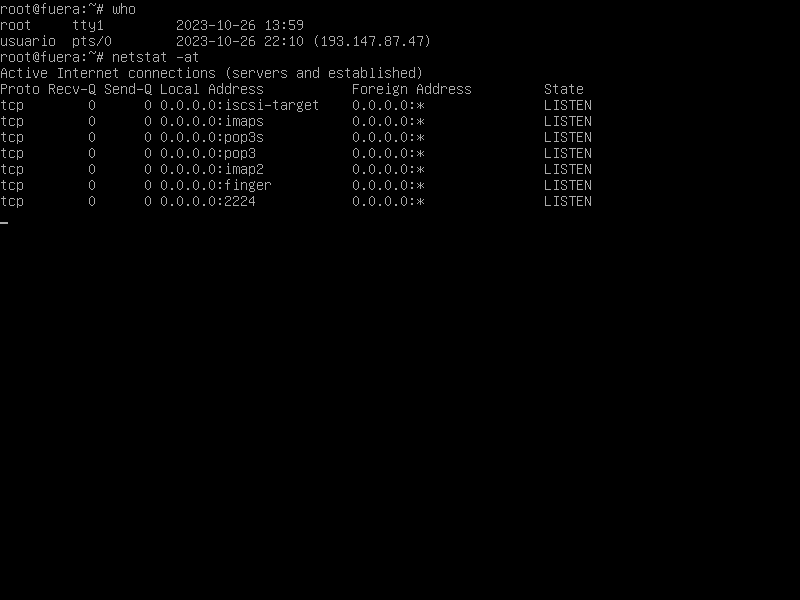 root@fuera:~# who
root     tty1         2023-10-26 13:59
usuario  pts/0        2023-10-26 22:10 (193.147.87.47)
root@fuera:~# netstat -at
Active Internet connections (servers and established)
Proto Recv-Q Send-Q Local Address           Foreign Address         State
tcp        0      0 0.0.0.0:iscsi-target    0.0.0.0:*               LISTEN
tcp        0      0 0.0.0.0:imaps           0.0.0.0:*               LISTEN
tcp        0      0 0.0.0.0:pop3s           0.0.0.0:*               LISTEN
tcp        0      0 0.0.0.0:pop3            0.0.0.0:*               LISTEN
tcp        0      0 0.0.0.0:imap2           0.0.0.0:*               LISTEN
tcp        0      0 0.0.0.0:finger          0.0.0.0:*               LISTEN
tcp        0      0 0.0.0.0:2224            0.0.0.0:*               LISTEN